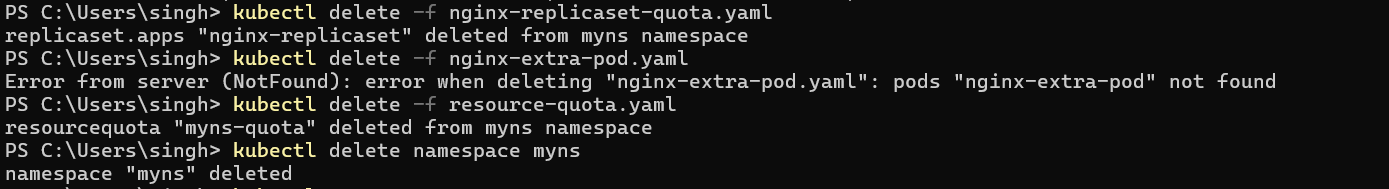 PS C:\Users\singh> kubectl delete -f nginx-replicaset-quota.yaml
replicaset.apps "nginx-replicaset" deleted from myns namespace
PS C:\Users\singh> kubectl delete -f nginx-extra-pod.yaml
Error from server (NotFound): error when deleting "nginx-extra-pod.yaml": pods "nginx-extra-pod" not found
PS C:\Users\singh> kubectl delete -f resource-quota.yaml
resourcequota "myns-quota" deleted from myns namespace
PS C:\Users\singh> kubectl delete namespace myns
namespace "myns" deleted